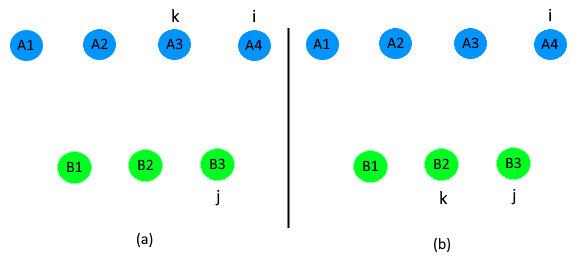 k i
A1 A2 A3 A4
B1 B2 B3
j
(a)
i
A1 A2 A3 A4
B1 B2 B3
k j
(b)